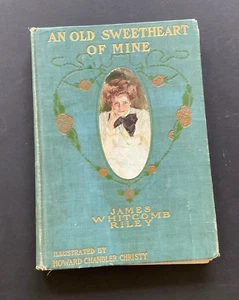 AN OLD SWEETHEART
OF MINE
JAMES
WHITCOMB
RILEY
ILLUSTRATED BY
HOWARD CHANDLER CHRISTY